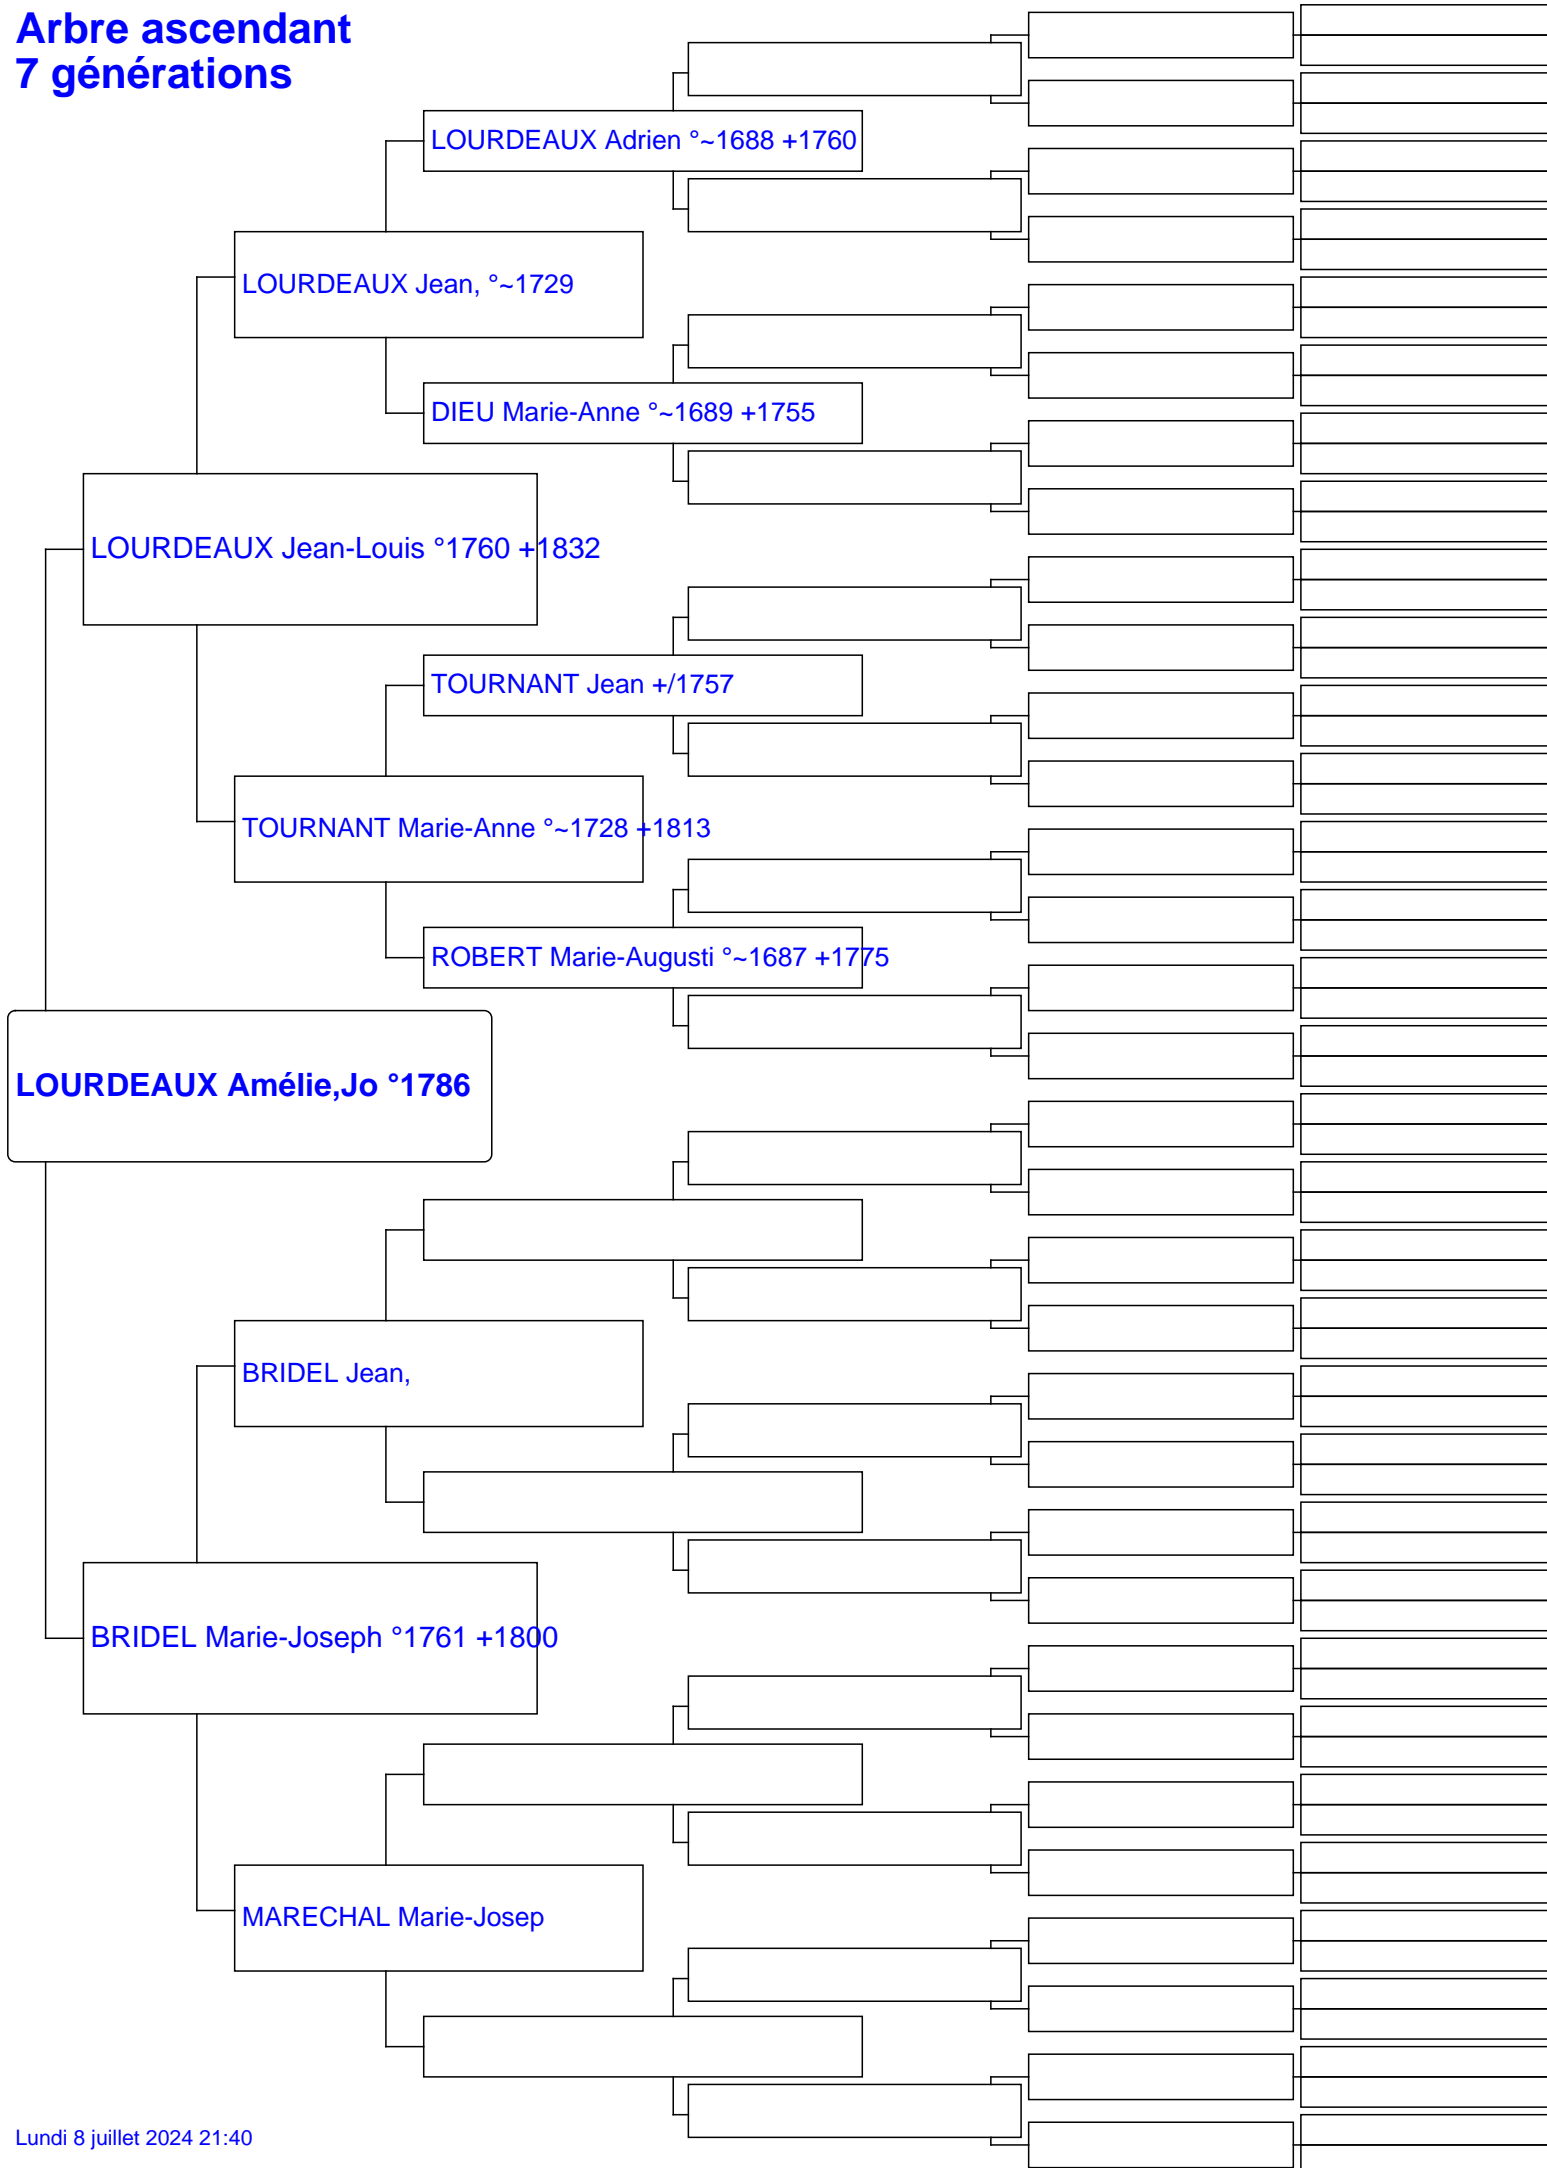 Arbre ascendant
7 générations
LOURDEAUX Adrien °~1688 +1760
LOURDEAUX Jean, °~1729
DIEU Marie-Anne °~1689 +1755
LOURDEAUX Jean-Louis °1760 +1832
TOURNANT Jean +/1757
TOURNANT Marie-Anne °~1728 +1813
ROBERT Marie-Augusti °~1687 +1775
LOURDEAUX Amélie,Jo °1786
BRIDEL Jean,
BRIDEL Marie-Joseph °1761 +1800
MARECHAL Marie-Josep
Lundi 8 juillet 2024 21:40